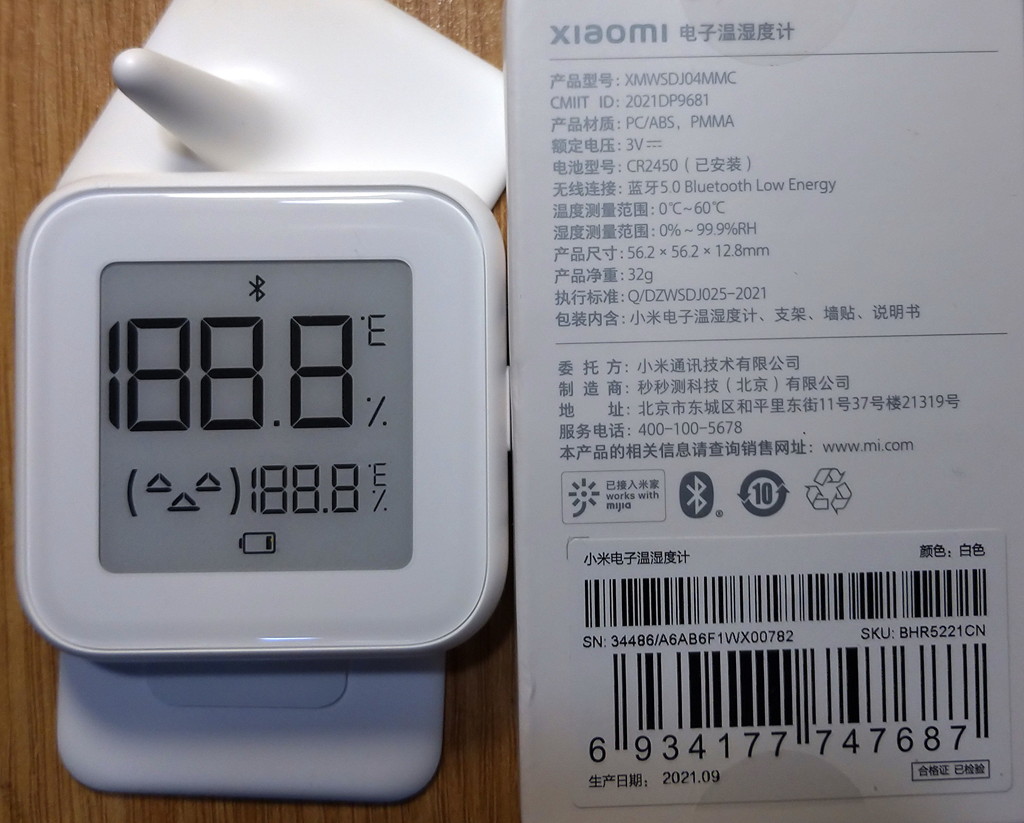 188.8 °E
%
(△△△) 188.8 °E
%
xiaomi 电子温湿度计
产品型号: XMWSDJ04MMC
CMIIT ID: 2021DP9681
产品材质: PC/ABS, PMMA
额定电压: 3V⎓
电池型号: CR2450 (已安装)
无线连接: 蓝牙5.0 Bluetooth Low Energy
温度测量范围: 0℃~60℃
湿度测量范围: 0% ~ 99.9%RH
产品尺寸: 56.2 × 56.2 × 12.8mm
产品净重: 32g
执行标准: Q/DZWSDJ025-2021
包装内含: 小米电子温湿度计、支架、墙贴、说明书
委 托 方: 小米通讯技术有限公司
制 造 商: 秒秒测科技(北京)有限公司
地 址: 北京市东城区和平里东街11号37号楼21319号
服务电话: 400-100-5678
本产品的相关信息请查询销售网址: www.mi.com
已接入米家
works with
mijia
®
10
小米电子温湿度计 颜色: 白色
SN: 34486/A6AB6F1WX00782 SKU: BHR5221CN
6 934177 747687
生产日期: 2021.09 合格证 已检验